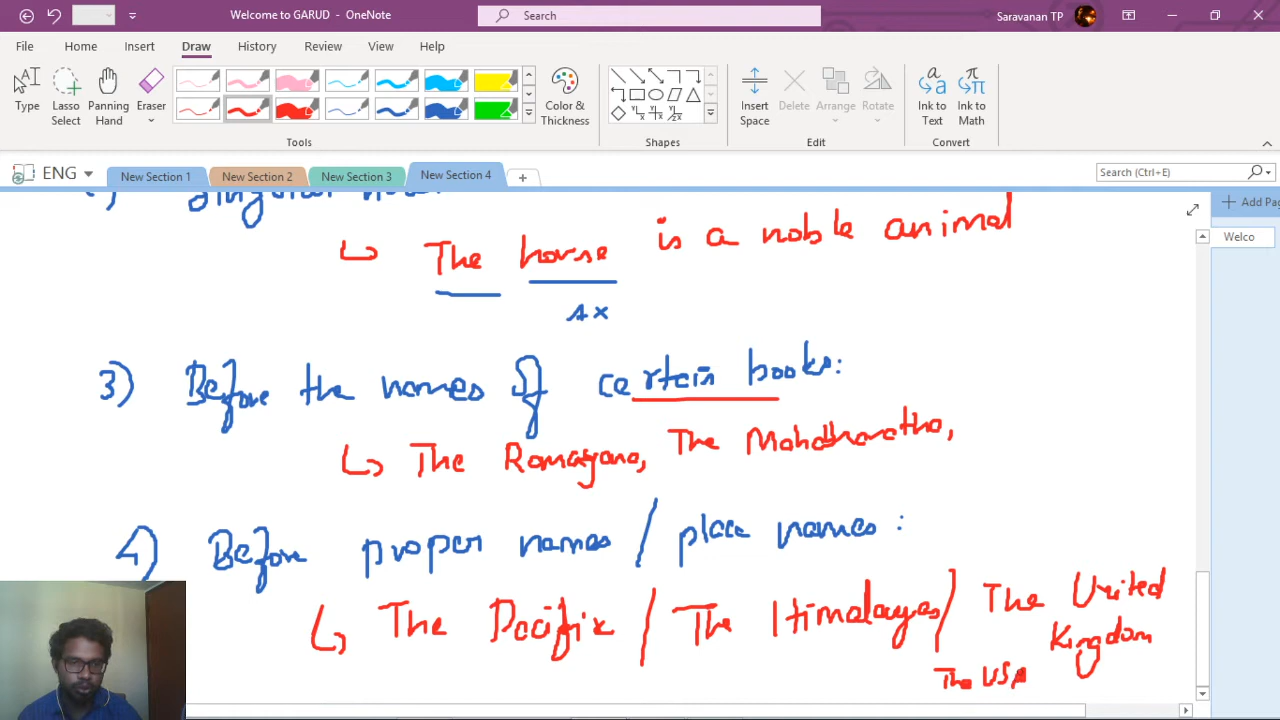 Welcome to GARUD - OneNote
Search
Saravanan TP
File Home Insert Draw History Review View Help
Type
Lasso Select
Panning Hand
Eraser
Color & Thickness
Insert Space
Delete
Arrange
Rotate
Ink to Text
Ink to Math
Tools
Shapes
Edit
Convert
ENG
New Section 1
New Section 2
New Section 3
New Section 4
Search (Ctrl+E)
Add Pag
Welco
The horse is a noble animal
3) Before the names of certain books:
The Ramayana, The Mahabharatha,
4) Before proper names / place names :
The Pacific / The Himalayas / The United
Kingdom
The USA